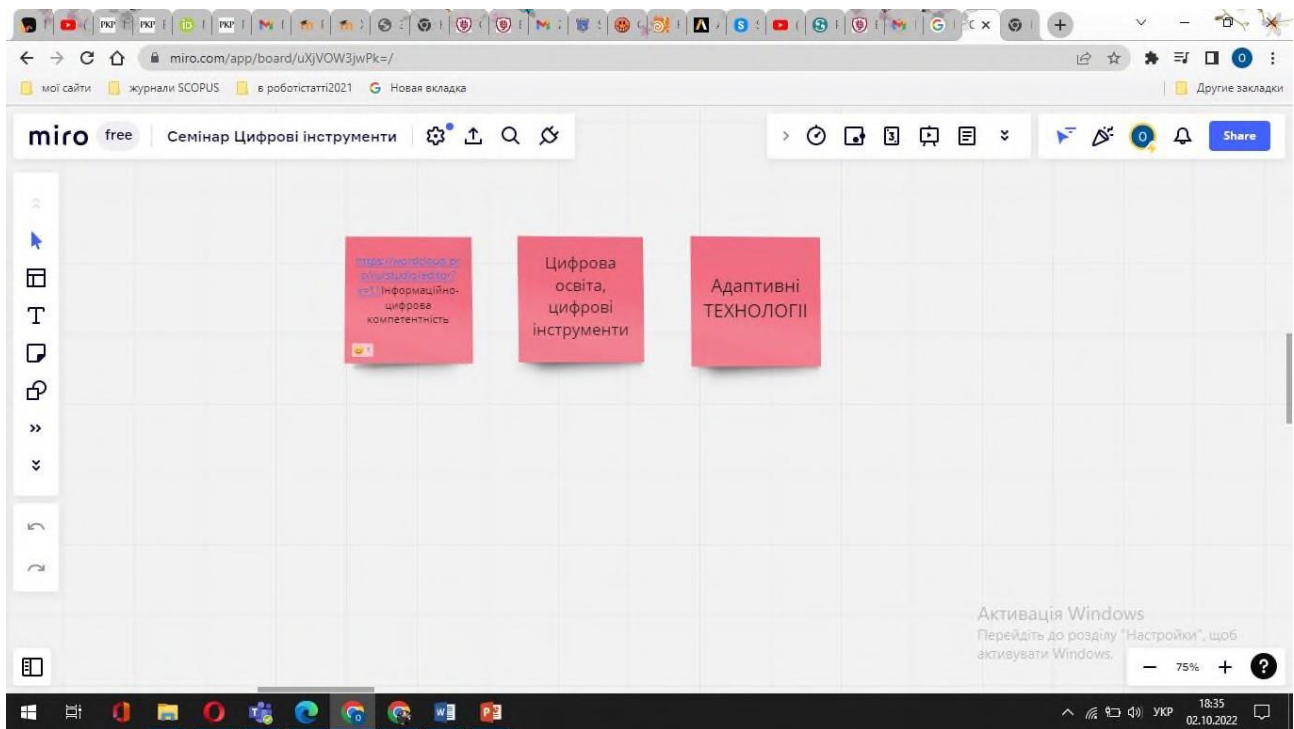 miro.com/app/board/uXjVOW3jwPk=/
мої сайти журнали SCOPUS в роботістатті2021 G Новая вкладка Другие закладки
miro free Семінар Цифрові інструменти Share
Інформаційно-
цифрова
компетентність
Цифрова
освіта,
цифрові
інструменти
Адаптивні
ТЕХНОЛОГІІ
Активація Windows
Перейдіть до розділу "Настройки", щоб
активувати Windows.
75%
УКР
18:35
02.10.2022